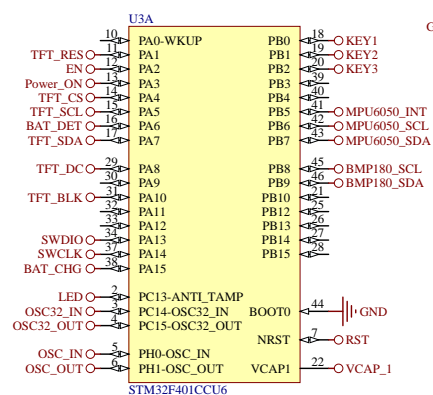 U3A
G
10 PA0-WKUP PB0 18 KEY1
TFT_RES 11 PA1 PB1 19 KEY2
EN 12 PA2 PB2 20 KEY3
Power_ON 13 PA3 PB3 39
TFT_CS 14 PA4 PB4 40
TFT_SCL 15 PA5 PB5 41 MPU6050_INT
BAT_DET 16 PA6 PB6 42 MPU6050_SCL
TFT_SDA 17 PA7 PB7 43 MPU6050_SDA
TFT_DC 29 PA8 PB8 45 BMP180_SCL
30 PA9 PB9 46 BMP180_SDA
TFT_BLK 31 PA10 PB10 21
32 PA11 PB12 25
33 PA12 PB13 26
SWDIO 34 PA13 PB14 27
SWCLK 37 PA14 PB15 28
BAT_CHG 38 PA15
LED 2 PC13-ANTI_TAMP
OSC32_IN 3 PC14-OSC32_IN BOOT0 44 GND
OSC32_OUT 4 PC15-OSC32_OUT
NRST 7 RST
OSC_IN 5 PH0-OSC_IN
OSC_OUT 6 PH1-OSC_OUT VCAP1 22 VCAP_1
STM32F401CCU6